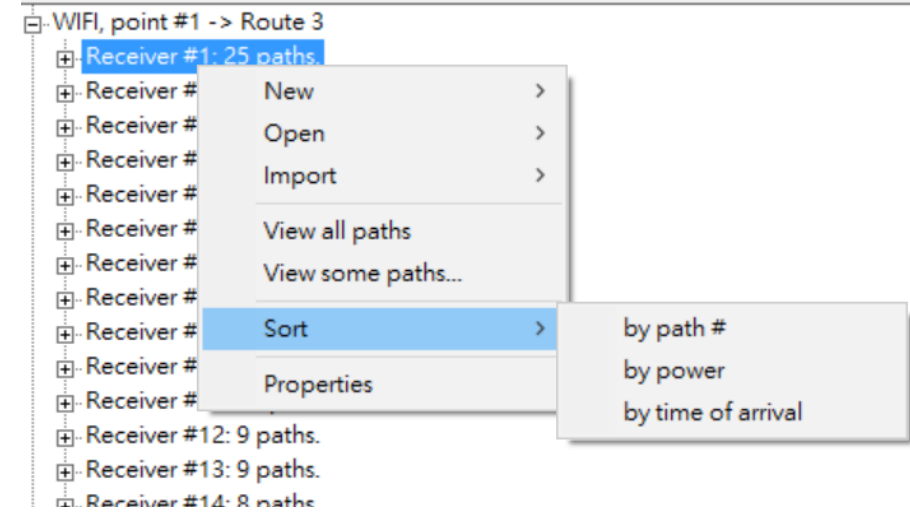 WIFI, point #1 -> Route 3
Receiver #1: 25 paths.
Receiver #
Receiver #
Receiver #
Receiver #
Receiver #
Receiver #
Receiver #
Receiver #
Receiver #
Receiver #
Receiver #12: 9 paths.
Receiver #13: 9 paths.
Receiver #14: 8 paths.
New
Open
Import
View all paths
View some paths...
Sort
Properties
by path #
by power
by time of arrival